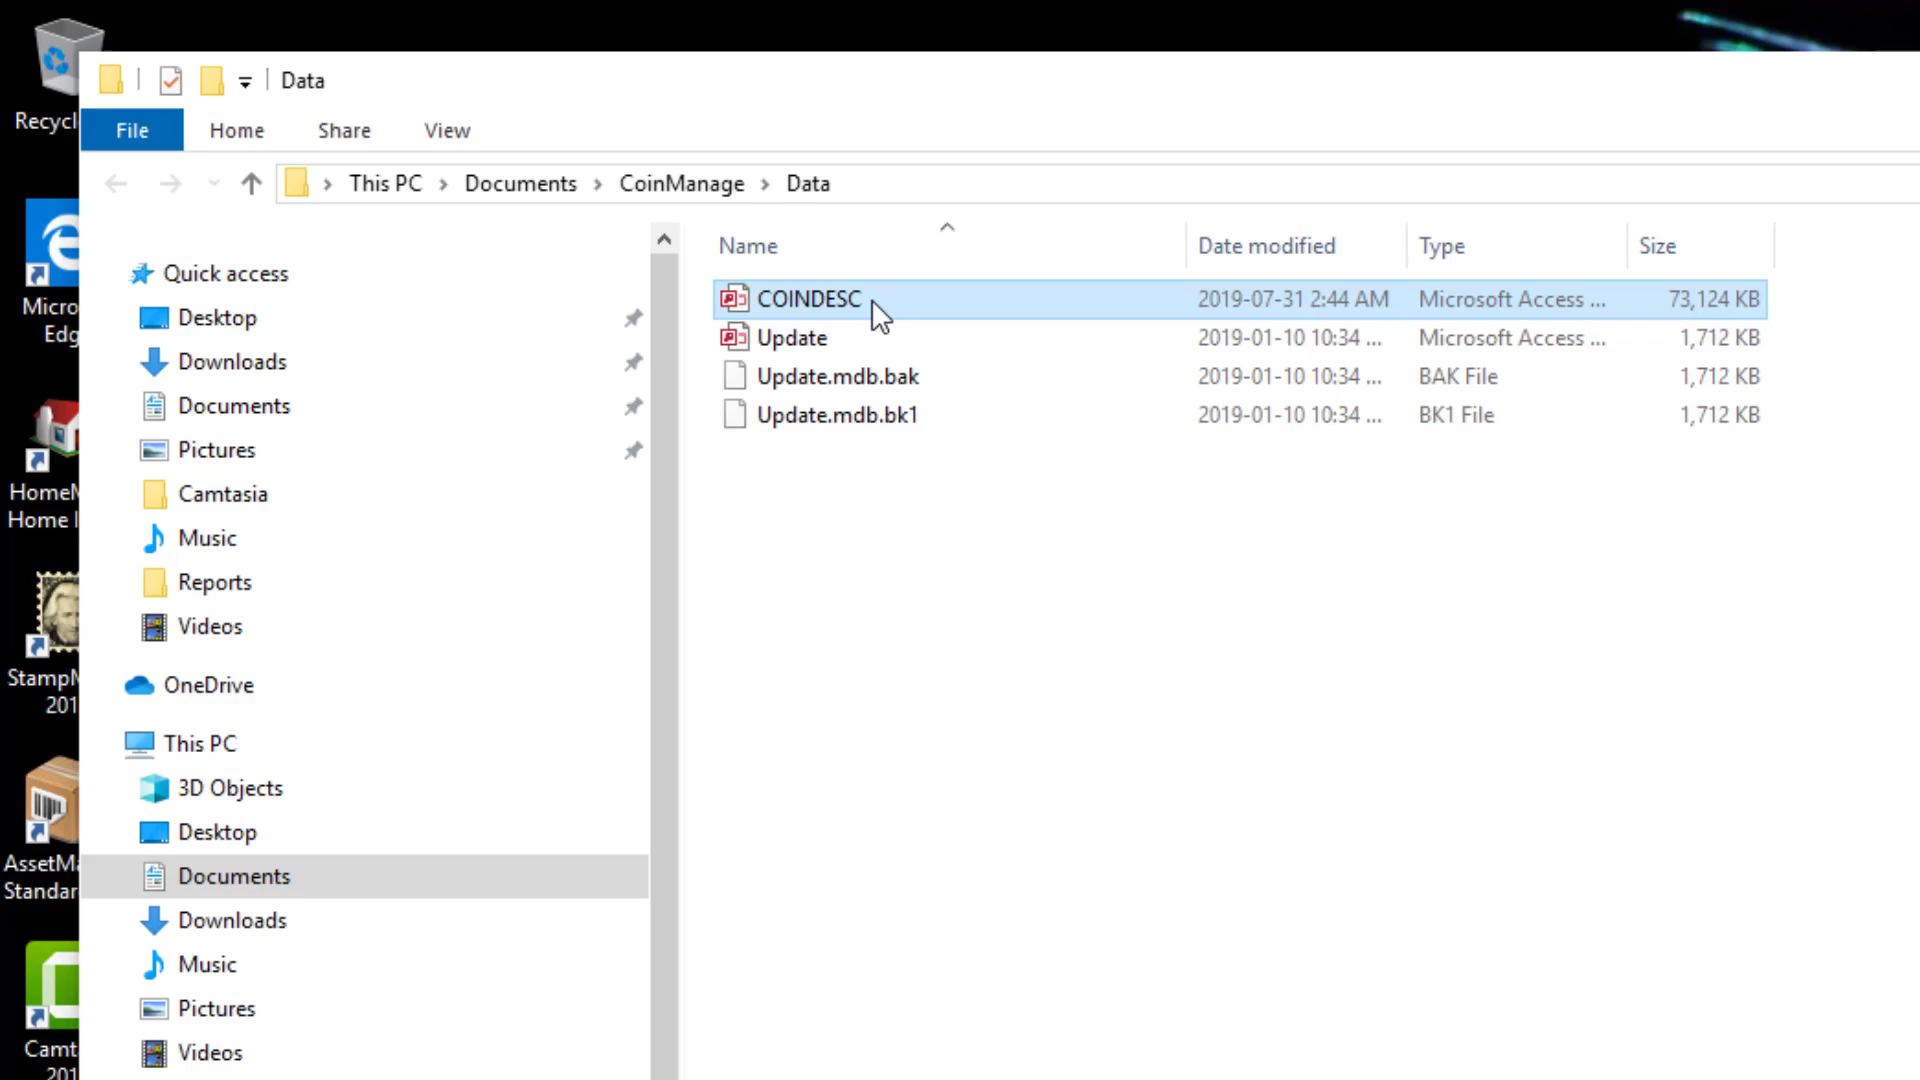 Data
File Home Share View
This PC Documents CoinManage Data
Name Date modified Type Size
COINDESC 2019-07-31 2:44 AM Microsoft Access ... 73,124 KB
Update 2019-01-10 10:34 ... Microsoft Access ... 1,712 KB
Update.mdb.bak 2019-01-10 10:34 ... BAK File 1,712 KB
Update.mdb.bk1 2019-01-10 10:34 ... BK1 File 1,712 KB
Quick access
Desktop
Downloads
Documents
Pictures
Camtasia
Music
Reports
Videos
OneDrive
This PC
3D Objects
Desktop
Documents
Downloads
Music
Pictures
Videos
Recycl
Micro
Edg
HomeM
Home I
StampM
201
AssetMa
Standar
Camt
201